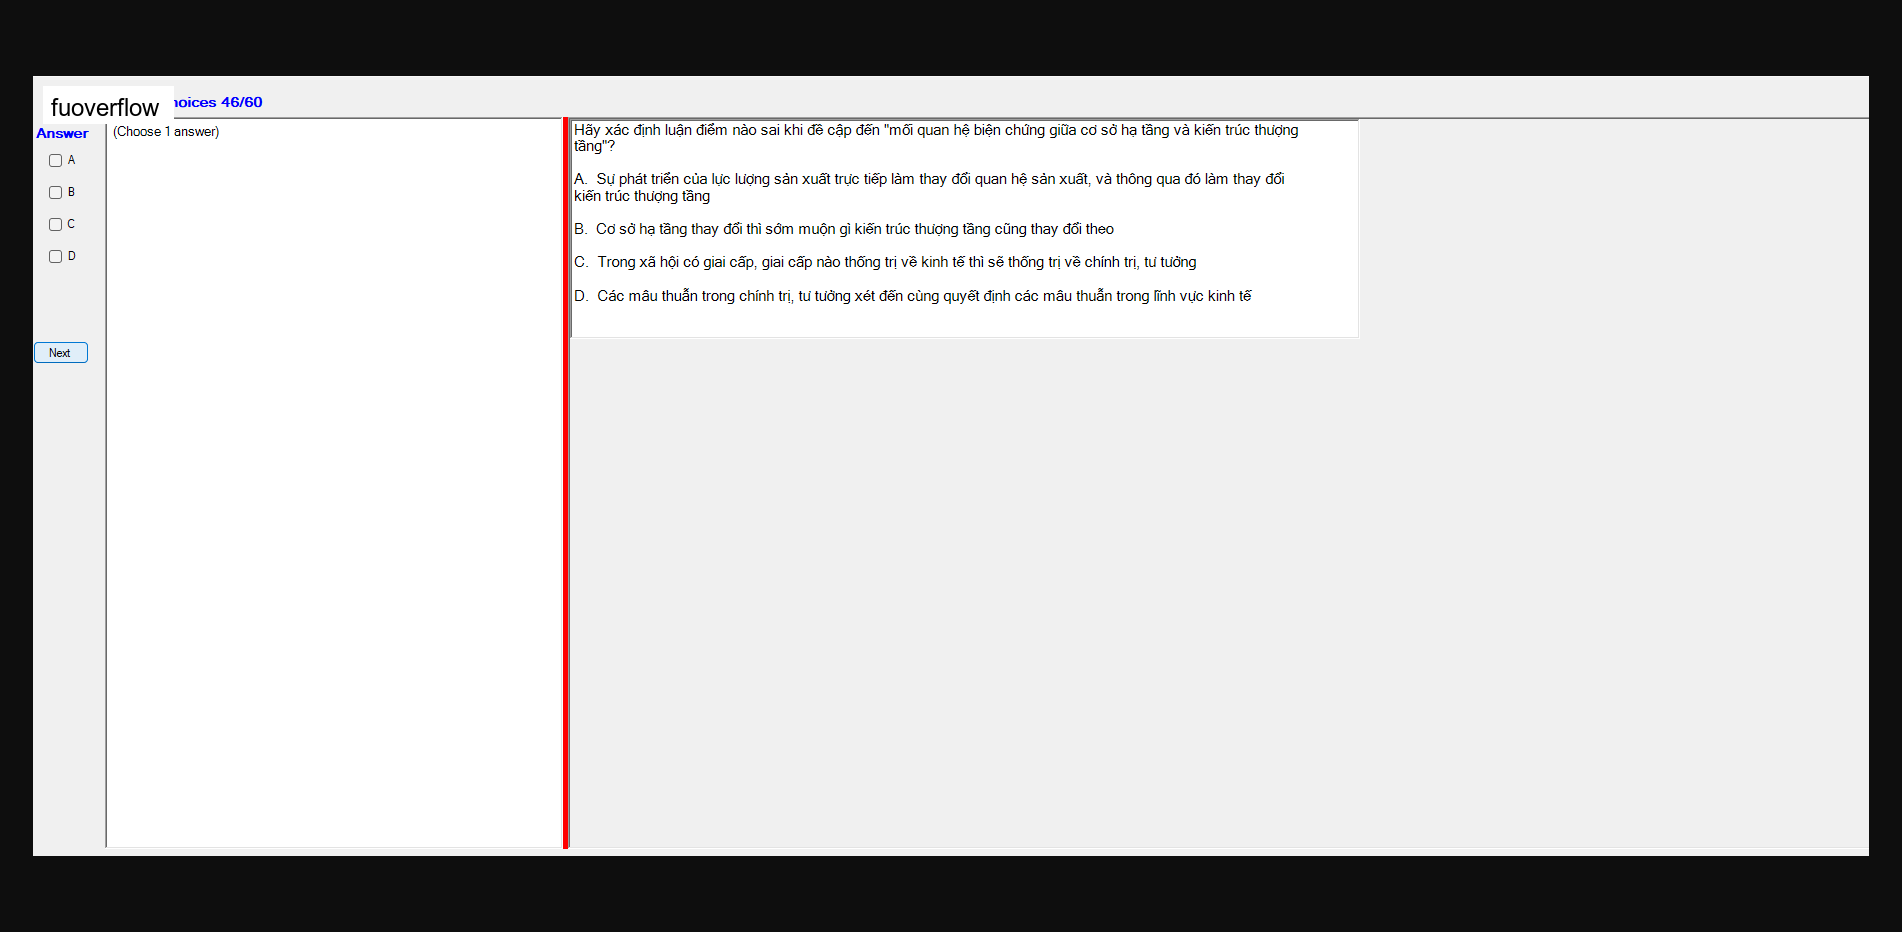 fuoverflow
hoices 46/60
Answer
(Choose 1 answer)
A
B
C
D
Next
Hãy xác định luận điểm nào sai khi đề cập đến "mối quan hệ biện chứng giữa cơ sở hạ tầng và kiến trúc thượng
tầng"?
A. Sự phát triển của lực lượng sản xuất trực tiếp làm thay đổi quan hệ sản xuất, và thông qua đó làm thay đổi
kiến trúc thượng tầng
B. Cơ sở hạ tầng thay đổi thì sớm muộn gì kiến trúc thượng tầng cũng thay đổi theo
C. Trong xã hội có giai cấp, giai cấp nào thống trị về kinh tế thì sẽ thống trị về chính trị, tư tưởng
D. Các mâu thuẫn trong chính trị, tư tưởng xét đến cùng quyết định các mâu thuẫn trong lĩnh vực kinh tế